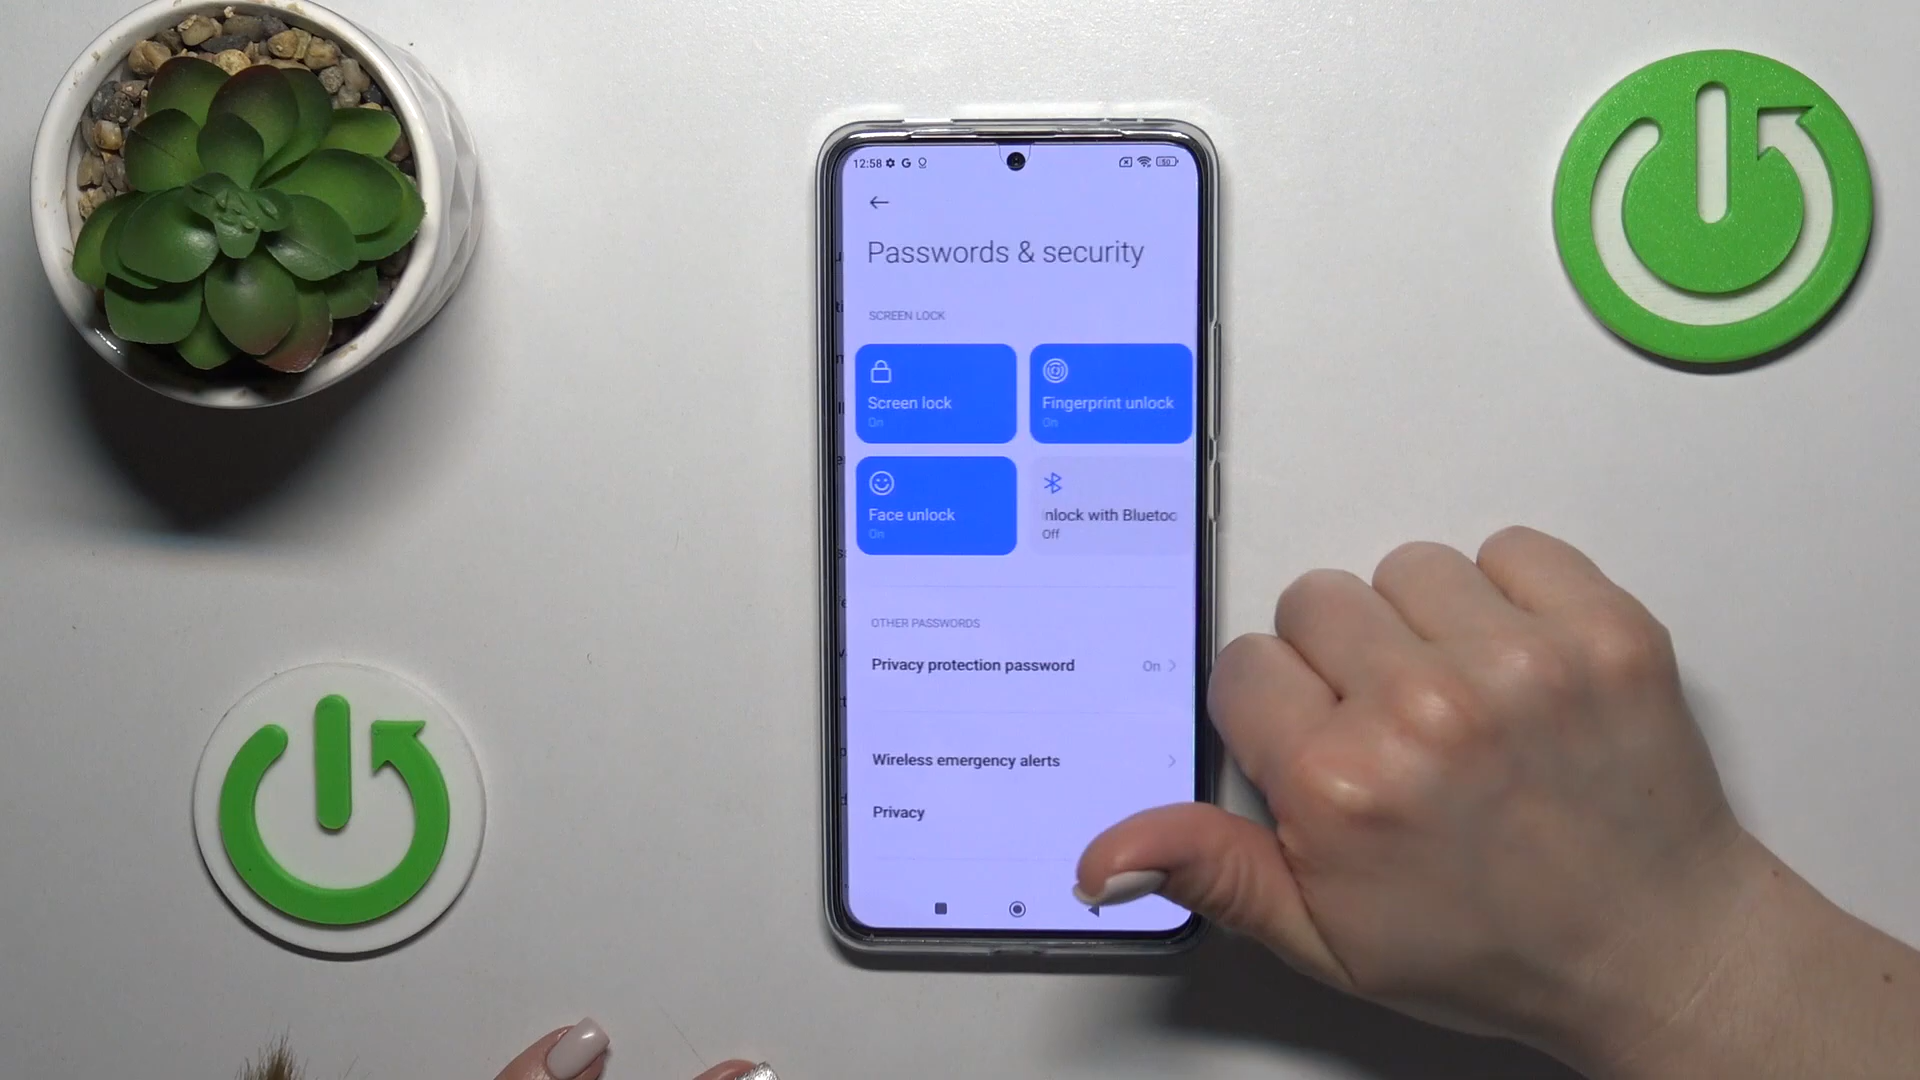 12:58
50
Passwords & security
SCREEN LOCK
Screen lock
On
Fingerprint unlock
On
Face unlock
On
nlock with Bluetoo
Off
OTHER PASSWORDS
Privacy protection password
On
Wireless emergency alerts
Privacy